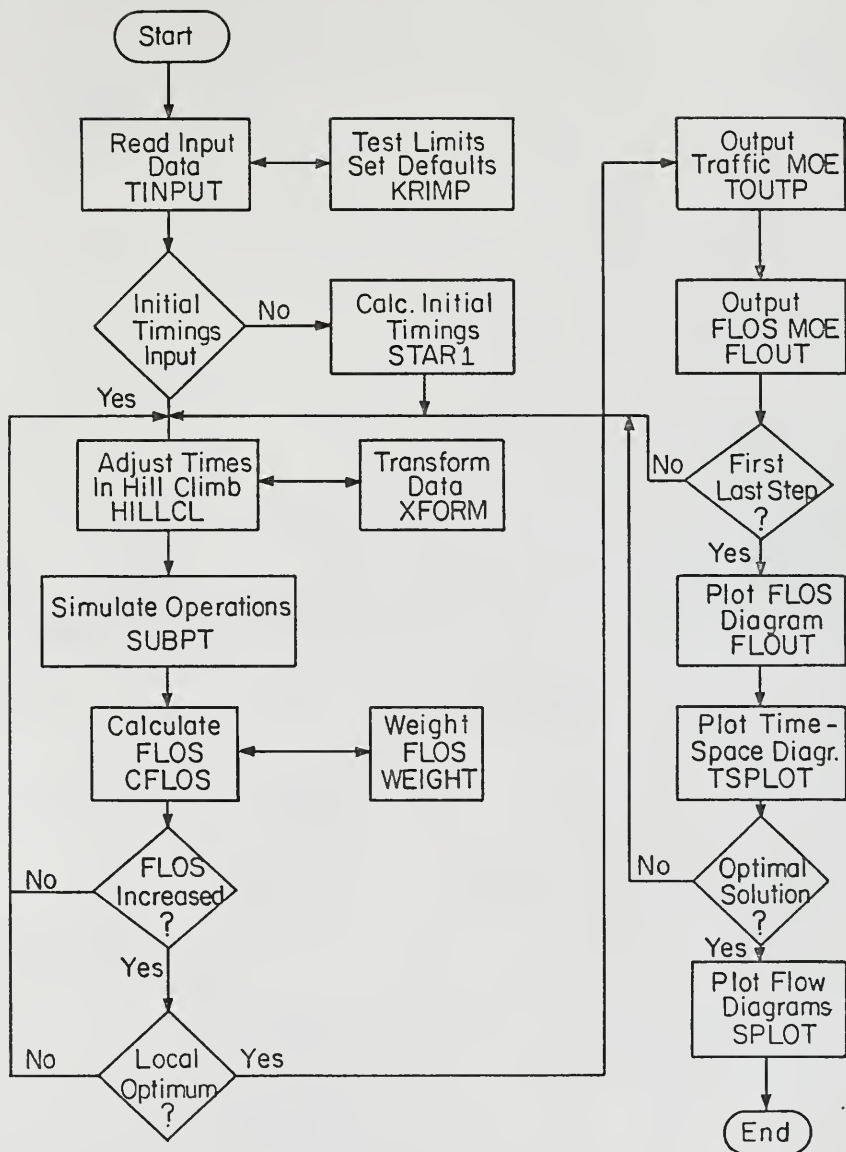 Start
Read Input
Data
TINPUT
Test Limits
Set Defaults
KRIMP
Initial
Timings
Input
No
Calc. Initial
Timings
STAR1
Yes
Adjust Times
In Hill Climb
HILLCL
Transform
Data
XFORM
Simulate Operations
SUBPT
Calculate
FLOS
CFLOS
Weight
FLOS
WEIGHT
FLOS
Increased
?
No
Yes
Local
Optimum
?
No
Yes
Output
Traffic MOE
TOUTP
Output
FLOS MOE
FLOUT
First
Last Step
?
No
Yes
Plot FLOS
Diagram
FLOUT
Plot Time-
Space Diagr.
TSPLOT
Optimal
Solution
?
No
Yes
Plot Flow
Diagrams
SPLOT
End